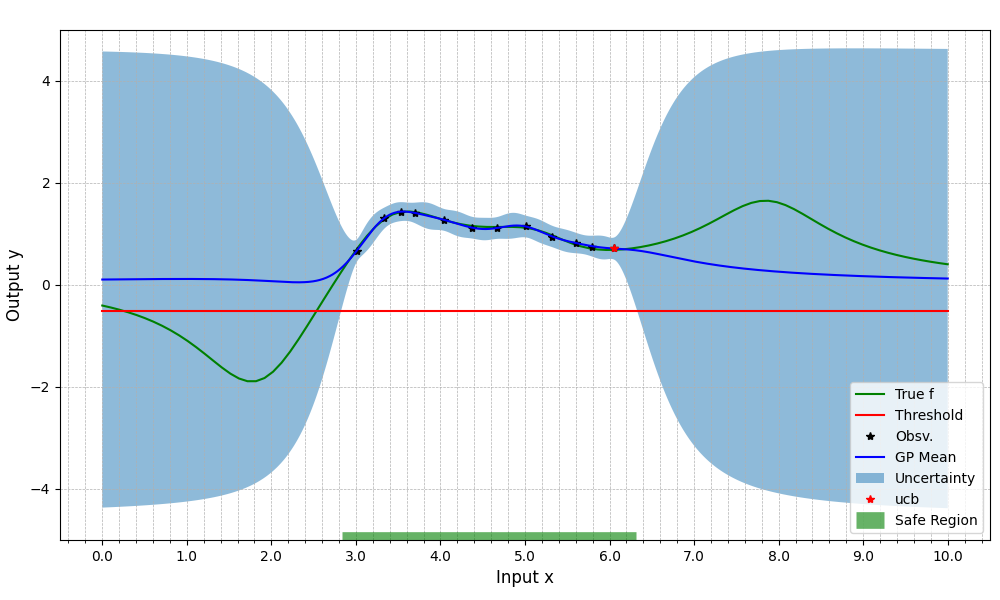 4
2
0
−2
−4
Output y
0.0 1.0 2.0 3.0 4.0 5.0 6.0 7.0 8.0 9.0 10.0
Input x
True f
Threshold
Obsv.
GP Mean
Uncertainty
ucb
Safe Region